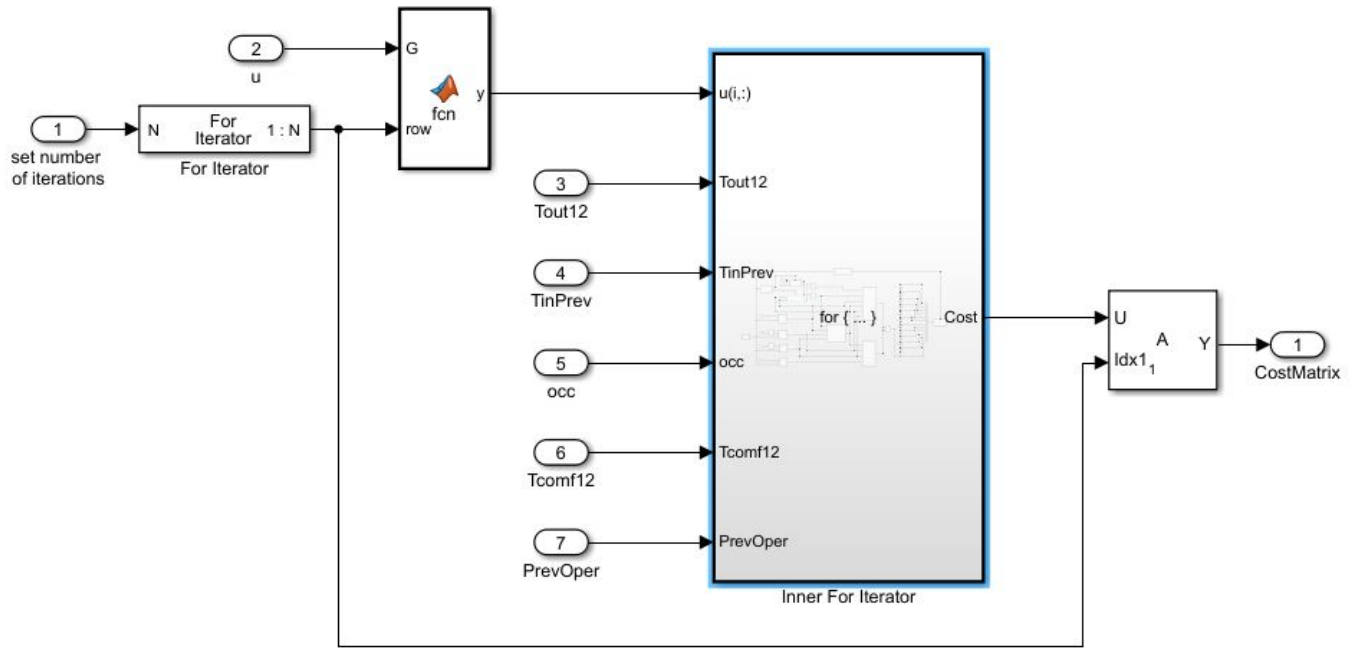 2
u
G
fcn
y
row
1
set number
of iterations
N
For
Iterator
1 : N
For Iterator
u(i,:)
3
Tout12
Tout12
4
TinPrev
TinPrev
for { ... }
Cost
5
occ
occ
6
Tcomf12
Tcomf12
7
PrevOper
PrevOper
Inner For Iterator
U
A
Y
Idx1
1
1
CostMatrix